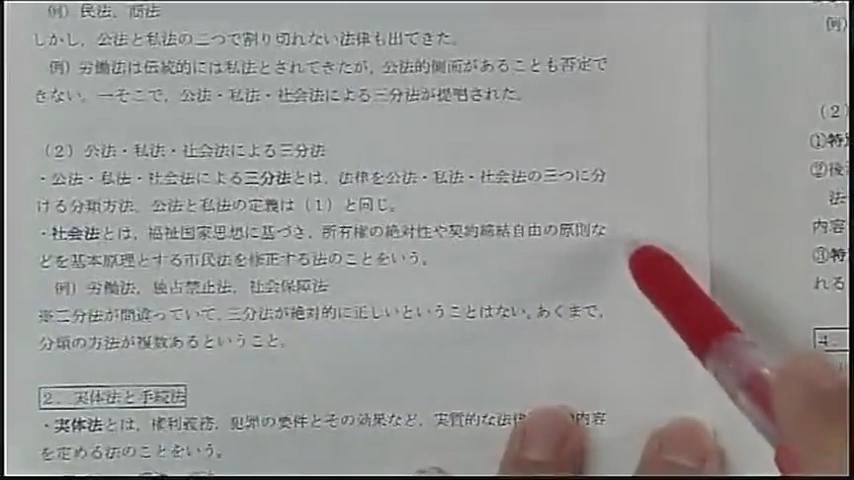 例）民法、商法
しかし、公法と私法の二つで割り切れない法律も出てきた。
例）労働法は伝統的には私法とされてきたが、公法的側面があることも否定で
きない。→そこで、公法・私法・社会法による三分法が提唱された。
（2）公法・私法・社会法による三分法
・公法・私法・社会法による三分法とは、法律を公法・私法・社会法の三つに分
ける分類方法。公法と私法の定義は（1）と同じ。
・社会法とは、福祉国家思想に基づき、所有権の絶対性や契約締結自由の原則な
どを基本原理とする市民法を修正する法のことをいう。
例）労働法、独占禁止法、社会保障法
※二分法が間違っていて、三分法が絶対的に正しいということはない。あくまで、
分類の方法が複数あるということ。
2．実体法と手続法
・実体法とは、権利義務、犯罪の要件とその効果など、実質的な法律 内容
を定める法のことをいう。
例）
（2）
①特別
②後
法
内容
③特
れる
4．